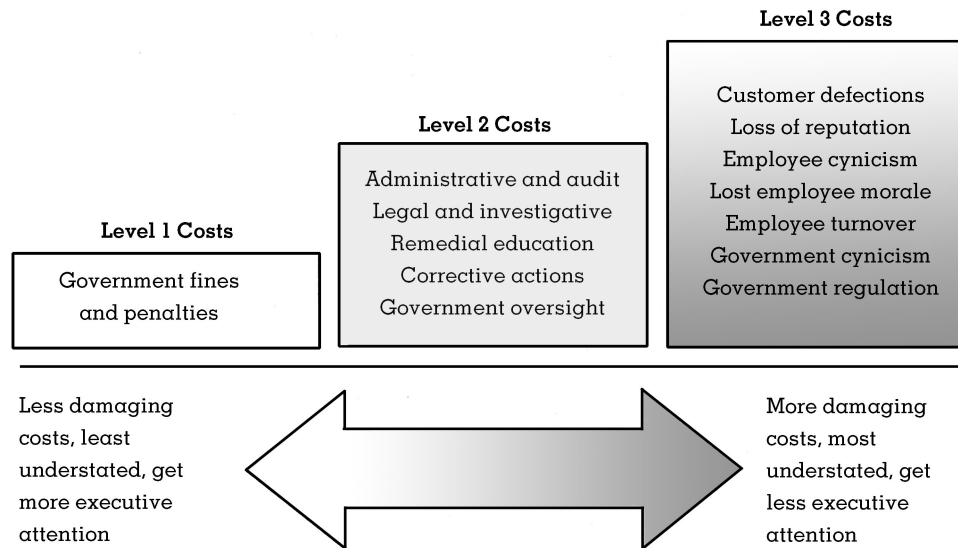 Level 3 Costs
Customer defections
Loss of reputation
Employee cynicism
Lost employee morale
Employee turnover
Government cynicism
Government regulation
Level 2 Costs
Administrative and audit
Legal and investigative
Remedial education
Corrective actions
Government oversight
Level 1 Costs
Government fines
and penalties
Less damaging
costs, least
understated, get
more executive
attention
More damaging
costs, most
understated, get
less executive
attention